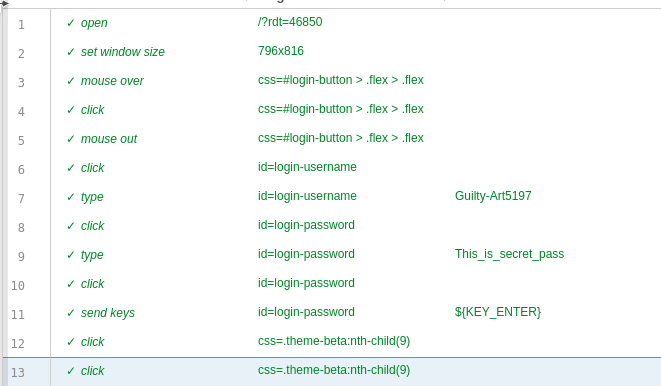 1 ✓ open /?rdt=46850
2 ✓ set window size 796x816
3 ✓ mouse over css=#login-button > .flex > .flex
4 ✓ click css=#login-button > .flex > .flex
5 ✓ mouse out css=#login-button > .flex > .flex
6 ✓ click id=login-username
7 ✓ type id=login-username Guilty-Art5197
8 ✓ click id=login-password
9 ✓ type id=login-password This_is_secret_pass
10 ✓ click id=login-password
11 ✓ send keys id=login-password ${KEY_ENTER}
12 ✓ click css=.theme-beta:nth-child(9)
13 ✓ click css=.theme-beta:nth-child(9)